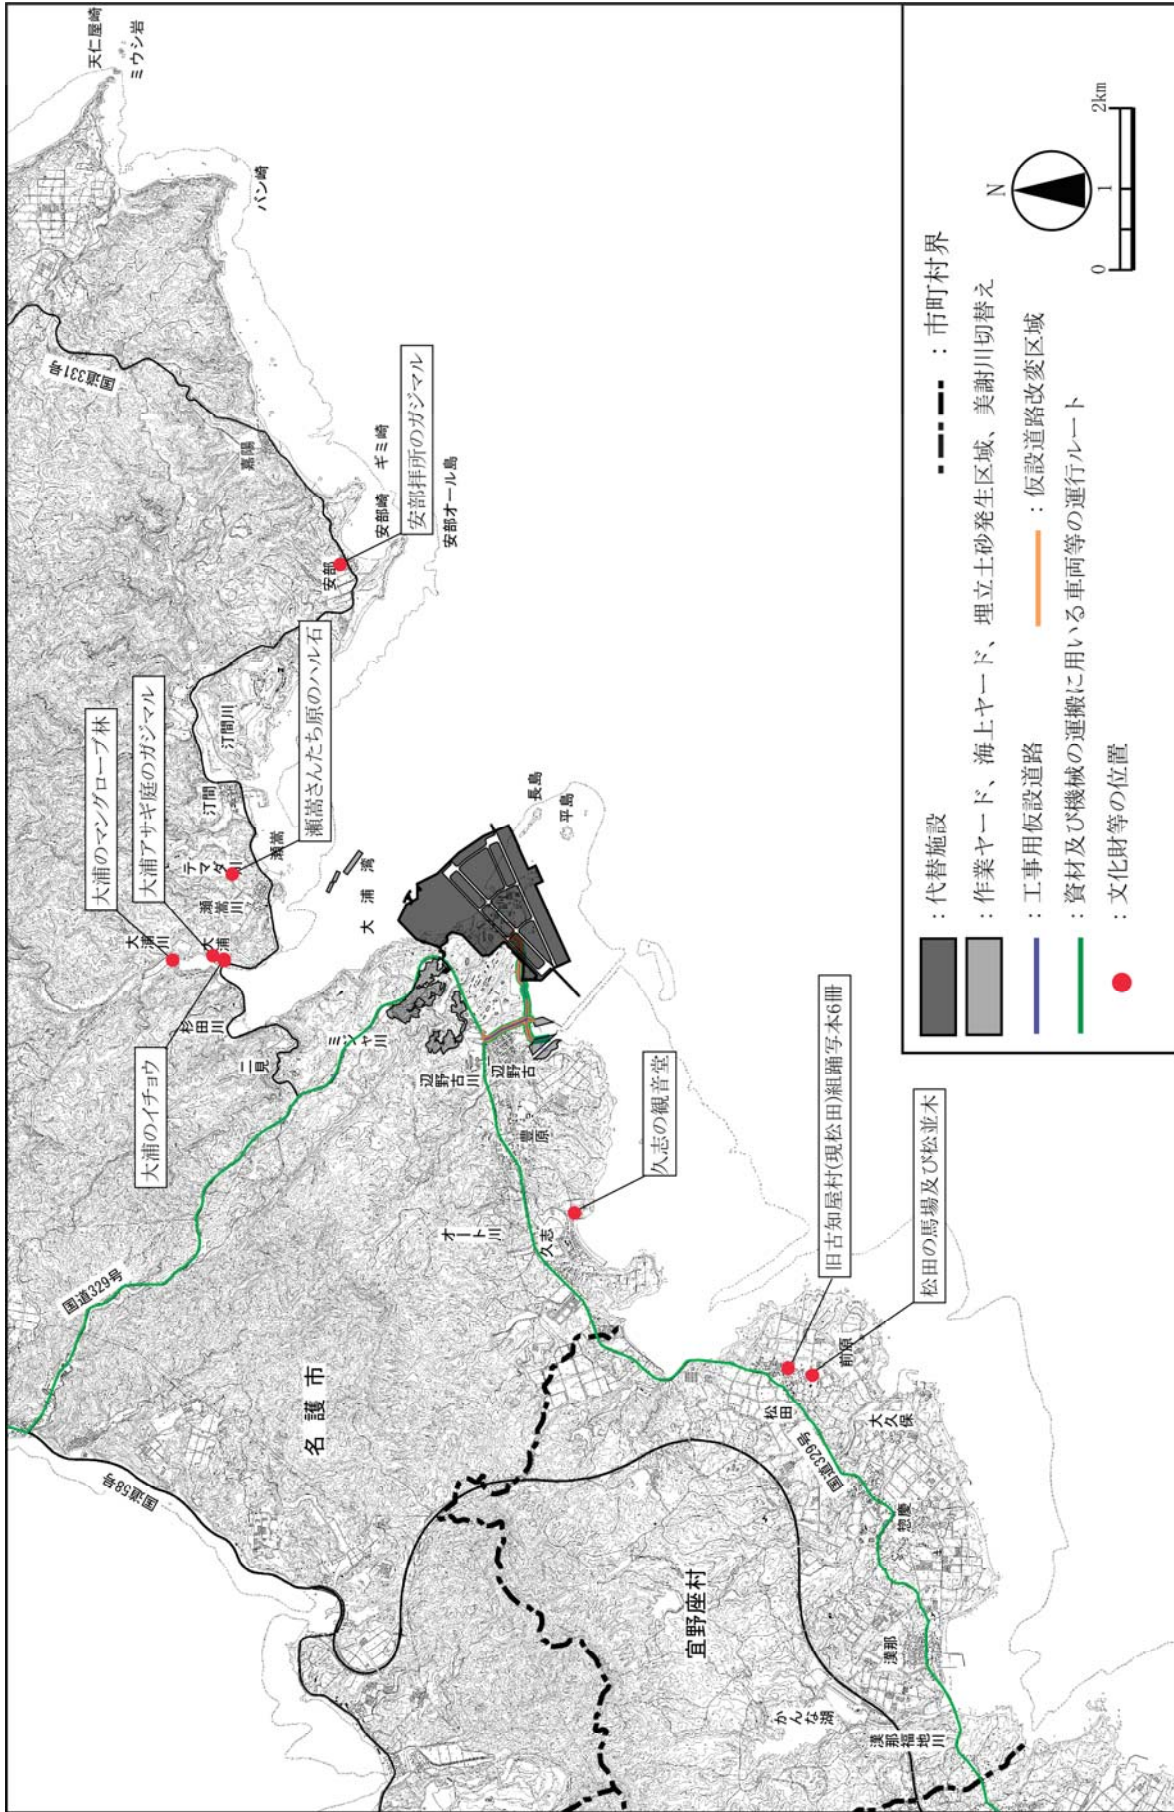 天仁屋崎
ミウシ岩
バン崎
国道331号
嘉陽
ギミ崎
安部崎
安部オール島
安部拝所のガジマル
安部
瀬嵩さんたち原のハル石
汀間川
汀間
大浦のマングローブ林
大浦アサギ庭のガジマル
テマダ
川
瀬嵩
瀬嵩川
大浦川
大浦
杉田川
二見
大浦のイチョウ
大浦湾
長島
平島
ミジャ川
辺野古川
辺野古
豊原
国道329号
オート川
久志
久志の観音堂
旧古知屋村(現松田)組踊写本6冊
松田の馬場及び松並木
前原
松田
国道329号
大久保
惣慶
名護市
国道58号
宜野座村
漢那
かんな湖
漢那福地川
：代替施設
：市町村界
：作業ヤード、海上ヤード、埋立土砂発生区域、美謝川切替え
：工事用仮設道路
：仮設道路改変区域
：資材及び機械の運搬に用いる車両等の運行ルート
：文化財等の位置
N
0
1
2km